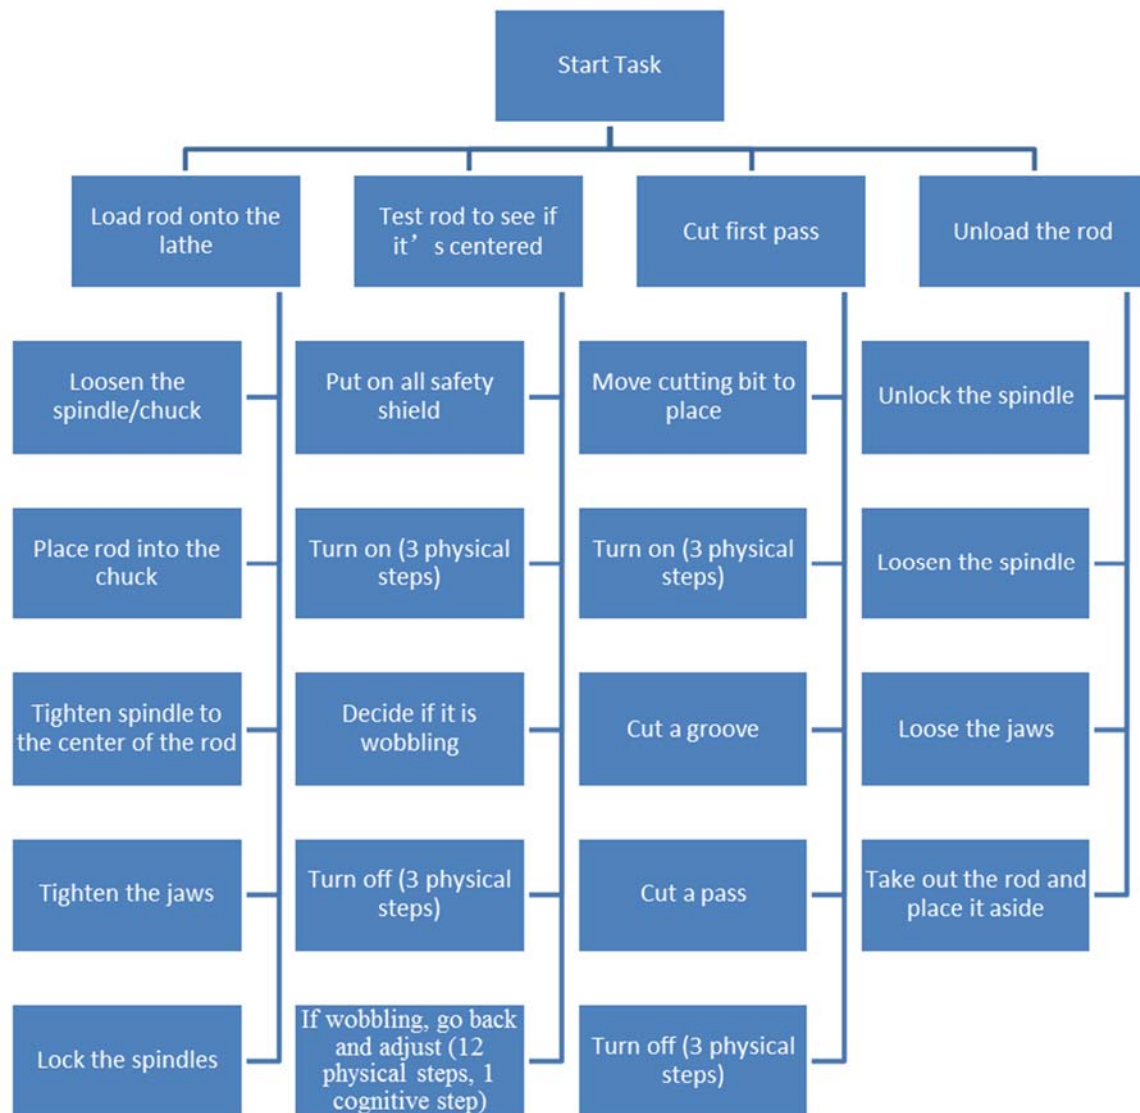 Start Task
Load rod onto the
lathe
Test rod to see if
it’ s centered
Cut first pass
Unload the rod
Loosen the
spindle/chuck
Put on all safety
shield
Move cutting bit to
place
Unlock the spindle
Place rod into the
chuck
Turn on (3 physical
steps)
Turn on (3 physical
steps)
Loosen the spindle
Tighten spindle to
the center of the rod
Decide if it is
wobbling
Cut a groove
Loose the jaws
Tighten the jaws
Turn off (3 physical
steps)
Cut a pass
Take out the rod and
place it aside
Lock the spindles
If wobbling, go back
and adjust (12
physical steps, 1
cognitive step)
Turn off (3 physical
steps)